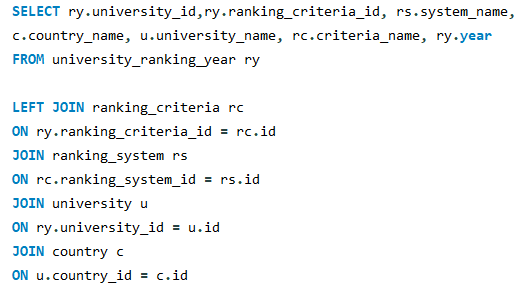 SELECT ry.university_id,ry.ranking_criteria_id, rs.system_name,
c.country_name, u.university_name, rc.criteria_name, ry.year
FROM university_ranking_year ry
LEFT JOIN ranking_criteria rc
ON ry.ranking_criteria_id = rc.id
JOIN ranking_system rs
ON rc.ranking_system_id = rs.id
JOIN university u
ON ry.university_id = u.id
JOIN country c
ON u.country_id = c.id